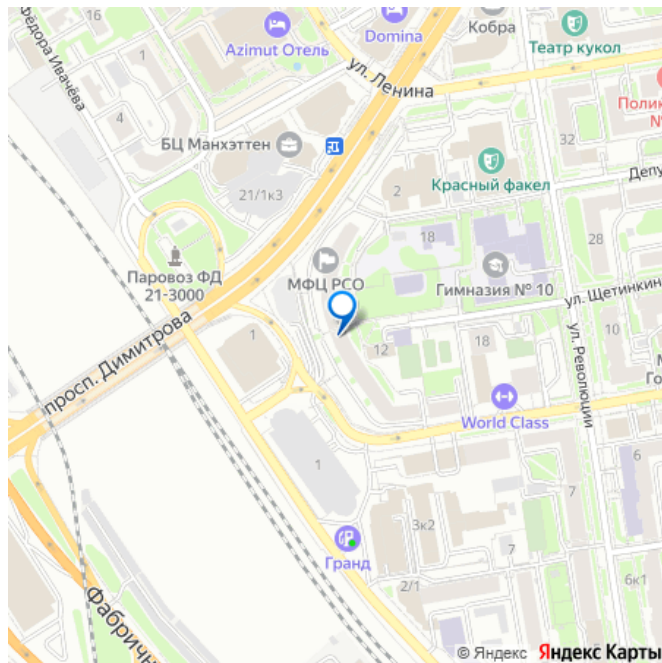 16
1
4
Фёдора Ивачёва
Azimut Отель
Domina
Кобра
Театр кукол
ул. Ленина
БЦ Манхэттен
21/1к3
Поли
№
32
Красный факел
2
Депу
18
28
Паровоз ФД
21-3000
МФЦ РСО
Гимназия № 10
ул. Щетинкин
просп. Димитрова
1
12
18
10
ул. Революции
М
Го
World Class
1
6
7
3к2
Гранд
7
2/1
6к1
Фабричн
© Яндекс Яндекс Карты